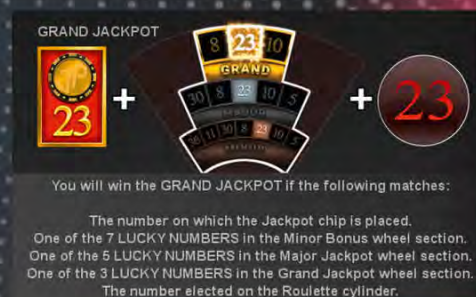 GRAND JACKPOT
8 23 10
GRAND
30 8 23 10 5
MAJOR
11 30 8 23 10 5
23
+
+
23
You will win the GRAND JACKPOT if the following matches:
The number on which the Jackpot chip is placed.
One of the 7 LUCKY NUMBERS in the Minor Bonus wheel section.
One of the 5 LUCKY NUMBERS in the Major Jackpot wheel section.
One of the 3 LUCKY NUMBERS in the Grand Jackpot wheel section.
The number elected on the Roulette cylinder.